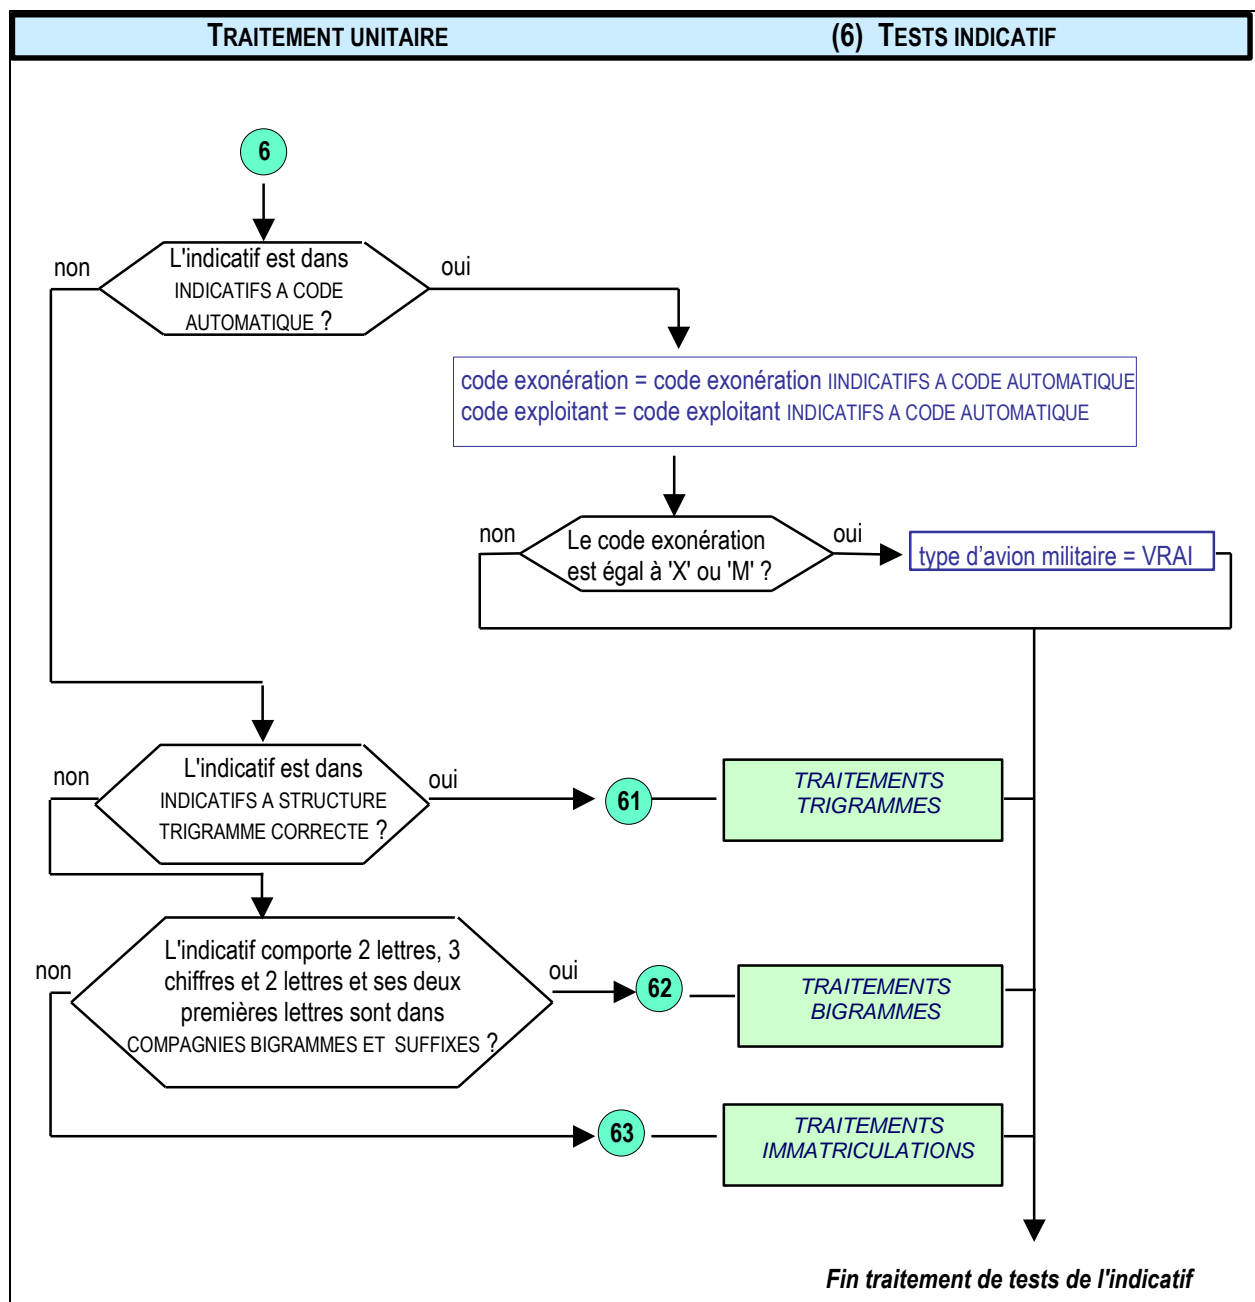 TRAITEMENT UNITAIRE
(6) TESTS INDICATIF
6
non
L'indicatif est dans
INDICATIFS A CODE
AUTOMATIQUE ?
oui
code exonération = code exonération IINDICATIFS A CODE AUTOMATIQUE
code exploitant = code exploitant INDICATIFS A CODE AUTOMATIQUE
non
Le code exonération
est égal à 'X' ou 'M' ?
oui
type d’avion militaire = VRAI
non
L'indicatif est dans
INDICATIFS A STRUCTURE
TRIGRAMME CORRECTE ?
oui
61
TRAITEMENTS
TRIGRAMMES
non
L'indicatif comporte 2 lettres, 3
chiffres et 2 lettres et ses deux
premières lettres sont dans
COMPAGNIES BIGRAMMES ET SUFFIXES ?
oui
62
TRAITEMENTS
BIGRAMMES
63
TRAITEMENTS
IMMATRICULATIONS
Fin traitement de tests de l'indicatif